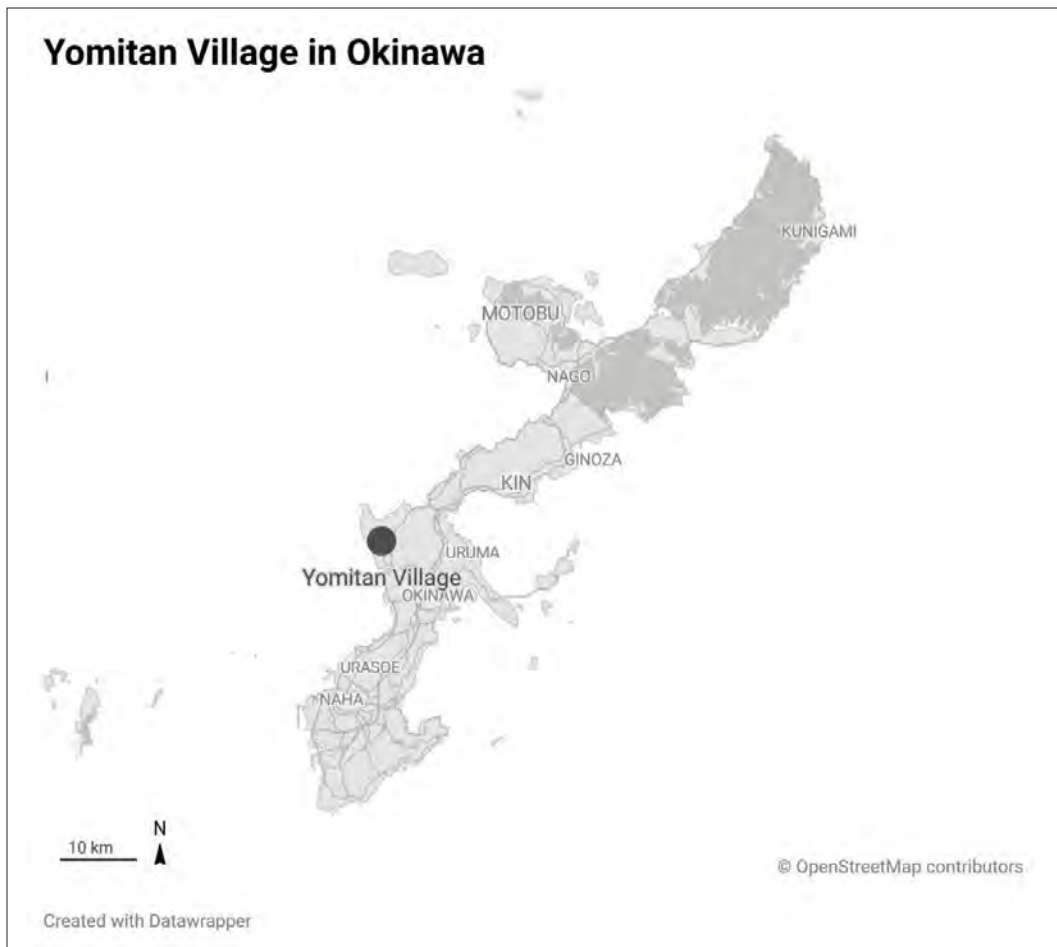 Yomitan Village in Okinawa
KUNIGAMI
MOTOBU
NAGO
GINOZA
KIN
URUMA
Yomitan Village
OKINAWA
URASOE
NAHA
N
10 km
© OpenStreetMap contributors
Created with Datawrapper